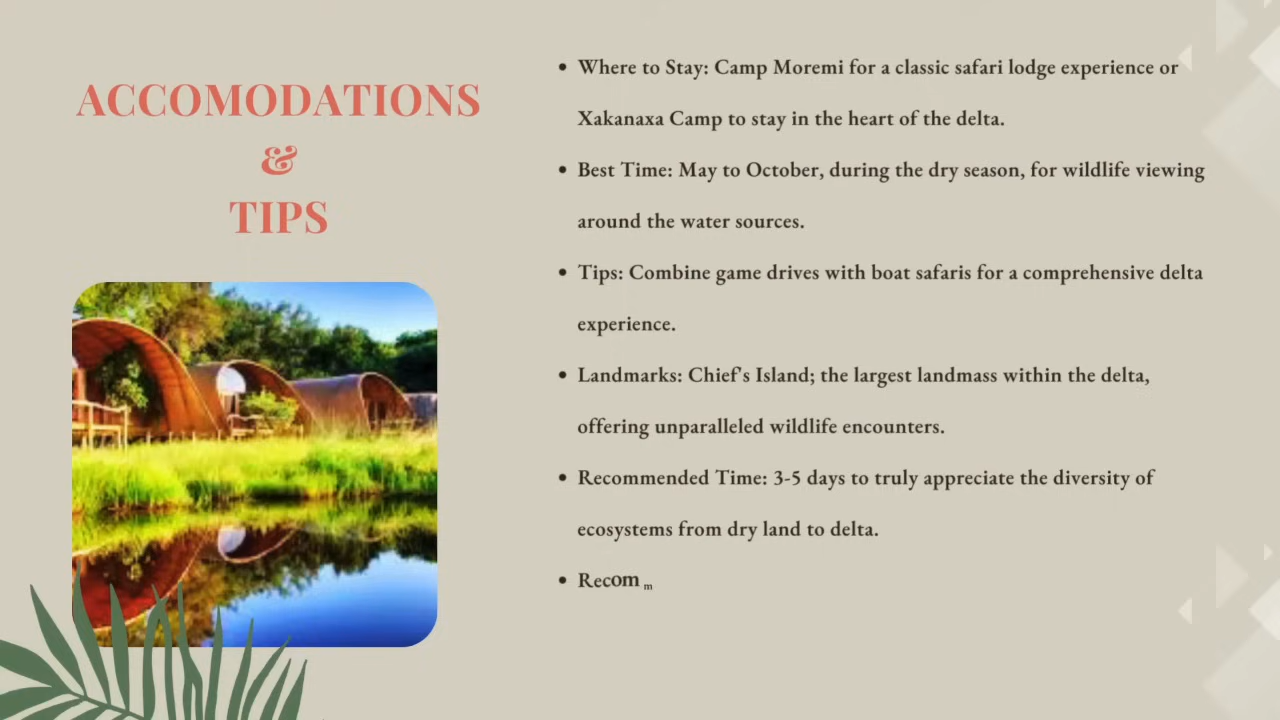 ACCOMODATIONS
&
TIPS
• Where to Stay: Camp Moremi for a classic safari lodge experience or
Xakanaxa Camp to stay in the heart of the delta.
• Best Time: May to October, during the dry season, for wildlife viewing
around the water sources.
• Tips: Combine game drives with boat safaris for a comprehensive delta
experience.
• Landmarks: Chief's Island; the largest landmass within the delta,
offering unparalleled wildlife encounters.
• Recommended Time: 3-5 days to truly appreciate the diversity of
ecosystems from dry land to delta.
• Recomm